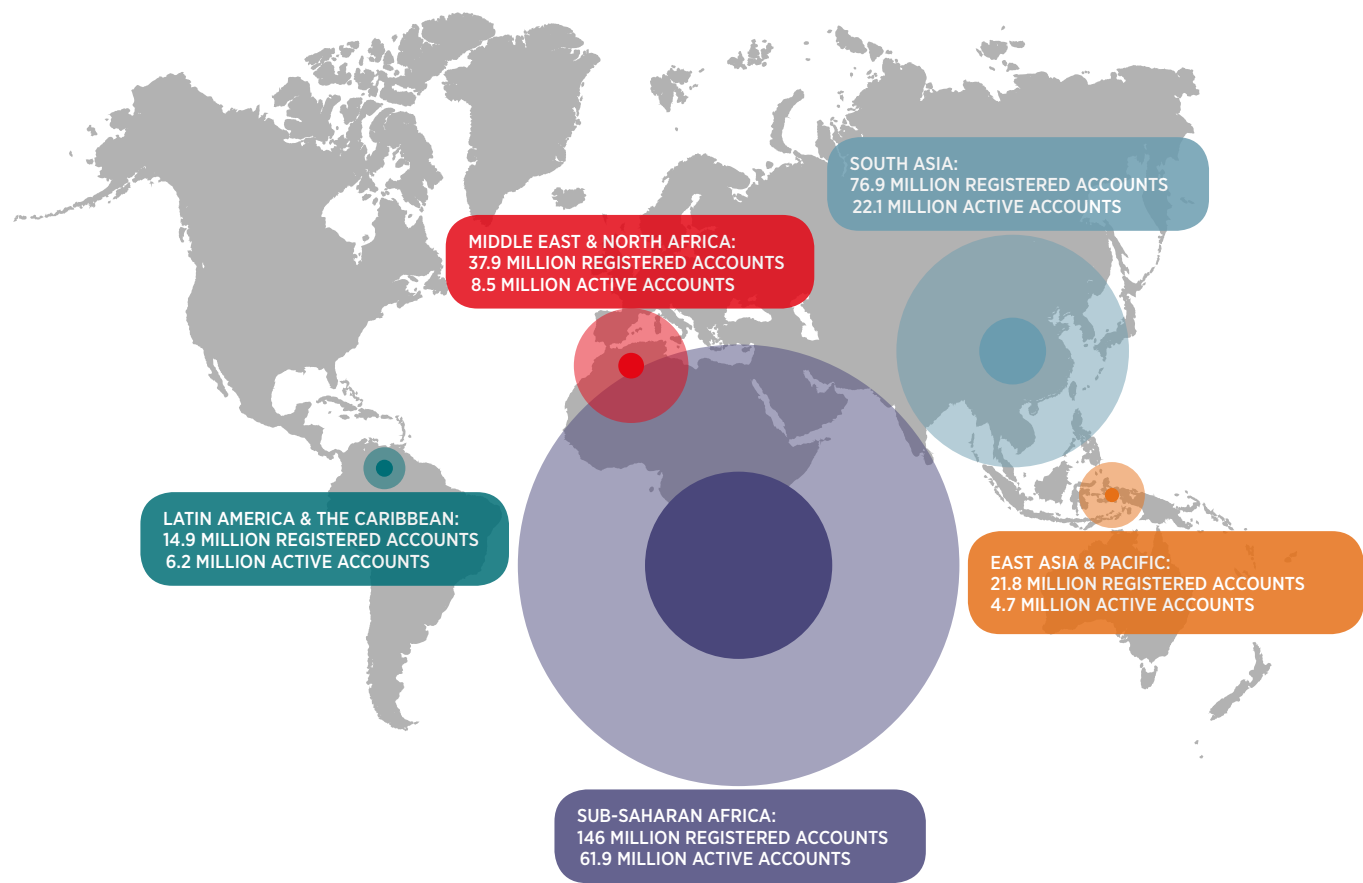 SOUTH ASIA:
76.9 MILLION REGISTERED ACCOUNTS
22.1 MILLION ACTIVE ACCOUNTS
MIDDLE EAST & NORTH AFRICA:
37.9 MILLION REGISTERED ACCOUNTS
8.5 MILLION ACTIVE ACCOUNTS
LATIN AMERICA & THE CARIBBEAN:
14.9 MILLION REGISTERED ACCOUNTS
6.2 MILLION ACTIVE ACCOUNTS
EAST ASIA & PACIFIC:
21.8 MILLION REGISTERED ACCOUNTS
4.7 MILLION ACTIVE ACCOUNTS
SUB-SAHARAN AFRICA:
146 MILLION REGISTERED ACCOUNTS
61.9 MILLION ACTIVE ACCOUNTS